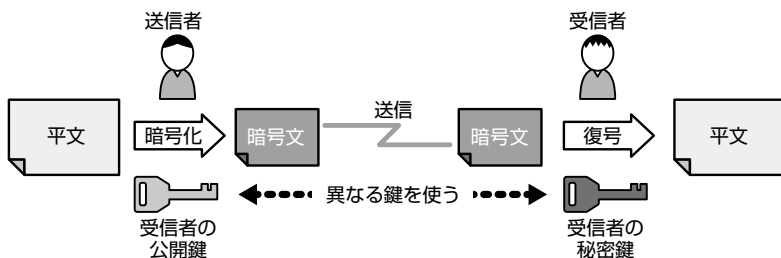 送信者
受信者
平文
暗号化
暗号文
送信
暗号文
復号
平文
異なる鍵を使う
受信者の
公開鍵
受信者の
秘密鍵